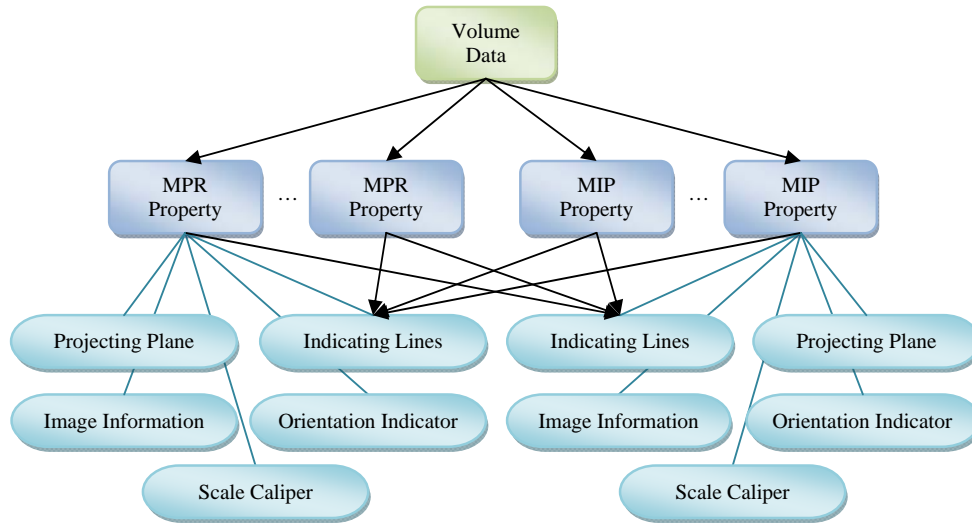 Volume
Data
MPR
Property
...
MPR
Property
MIP
Property
...
MIP
Property
Projecting Plane
Indicating Lines
Indicating Lines
Projecting Plane
Image Information
Orientation Indicator
Image Information
Orientation Indicator
Scale Caliper
Scale Caliper